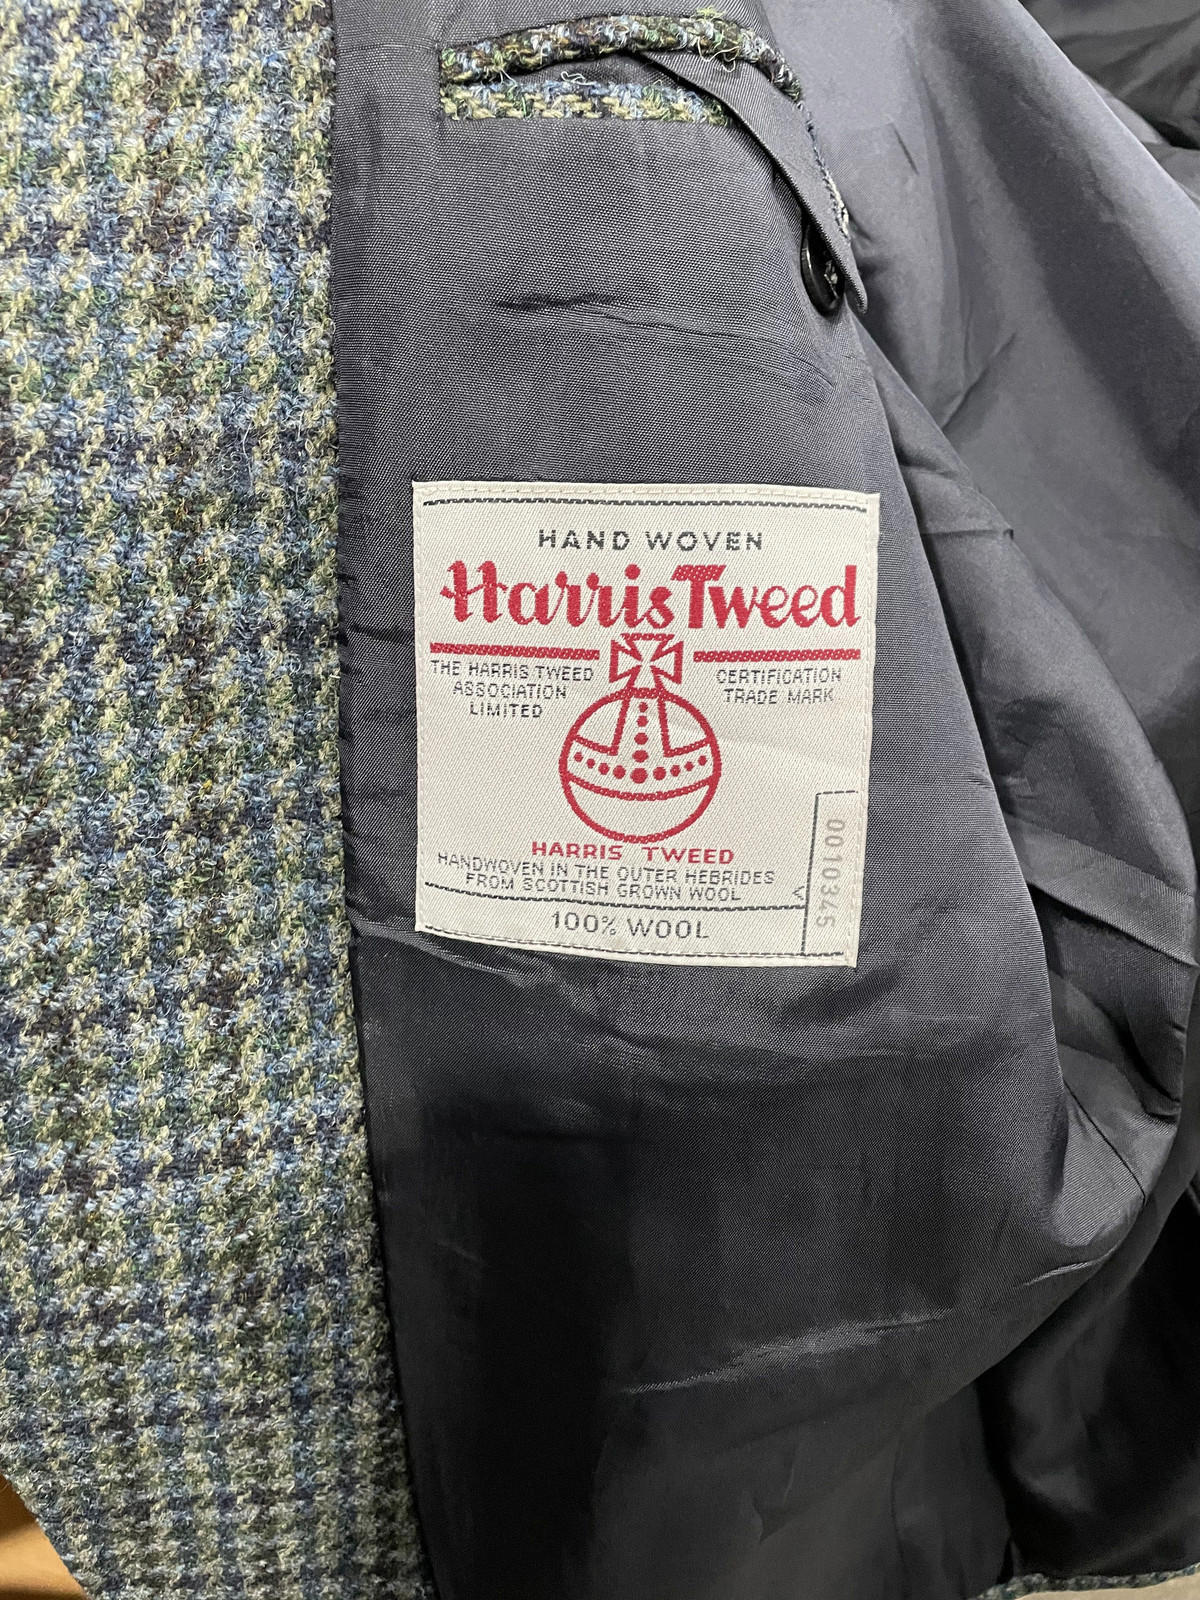 HAND WOVEN
Harris Tweed
THE HARRIS TWEED
ASSOCIATION
LIMITED
CERTIFICATION
TRADE MARK
HARRIS TWEED
HANDWOVEN IN THE OUTER HEBRIDES
FROM SCOTTISH GROWN WOOL
100% WOOL
0010345